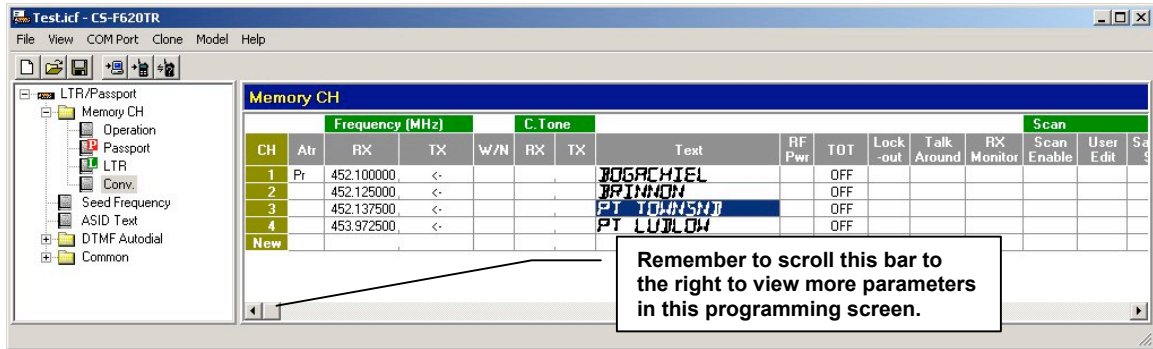 Test.icf - CS-F620TR
File View COM Port Clone Model Help
LTR/Passport
Memory CH
Operation
Passport
LTR
Conv.
Seed Frequency
ASID Text
DTMF Autodial
Common
Memory CH
Frequency (MHz) C.Tone Scan
CH Atr RX TX W/N RX TX Text RF Pwr TOT Lock -out Talk Around RX Monitor Scan Enable User Edit Sa
1 Pr 452.100000 <- BOGACHIEL OFF
2 452.125000 <- BRINNON OFF
3 452.137500 <- PT TOWNSND OFF
4 453.972500 <- PT LUDLOW OFF
New
Remember to scroll this bar to
the right to view more parameters
in this programming screen.